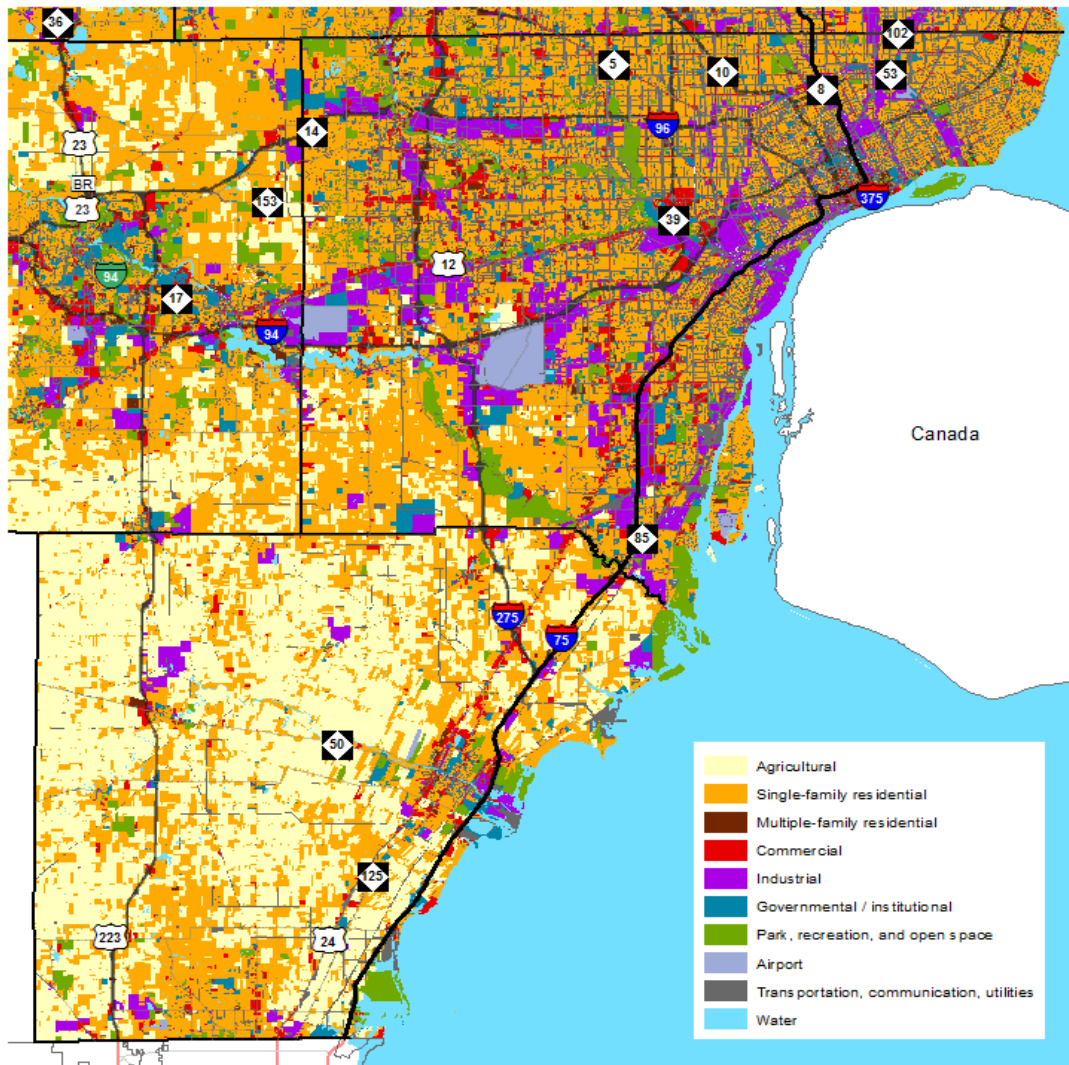 36
102
5
10
53
8
96
14
23
BR
23
153
375
39
12
94
17
94
Canada
85
275
75
50
125
223
24
Agricultural
Single-family residential
Multiple-family residential
Commercial
Industrial
Governmental / institutional
Park, recreation, and open space
Airport
Transportation, communication, utilities
Water